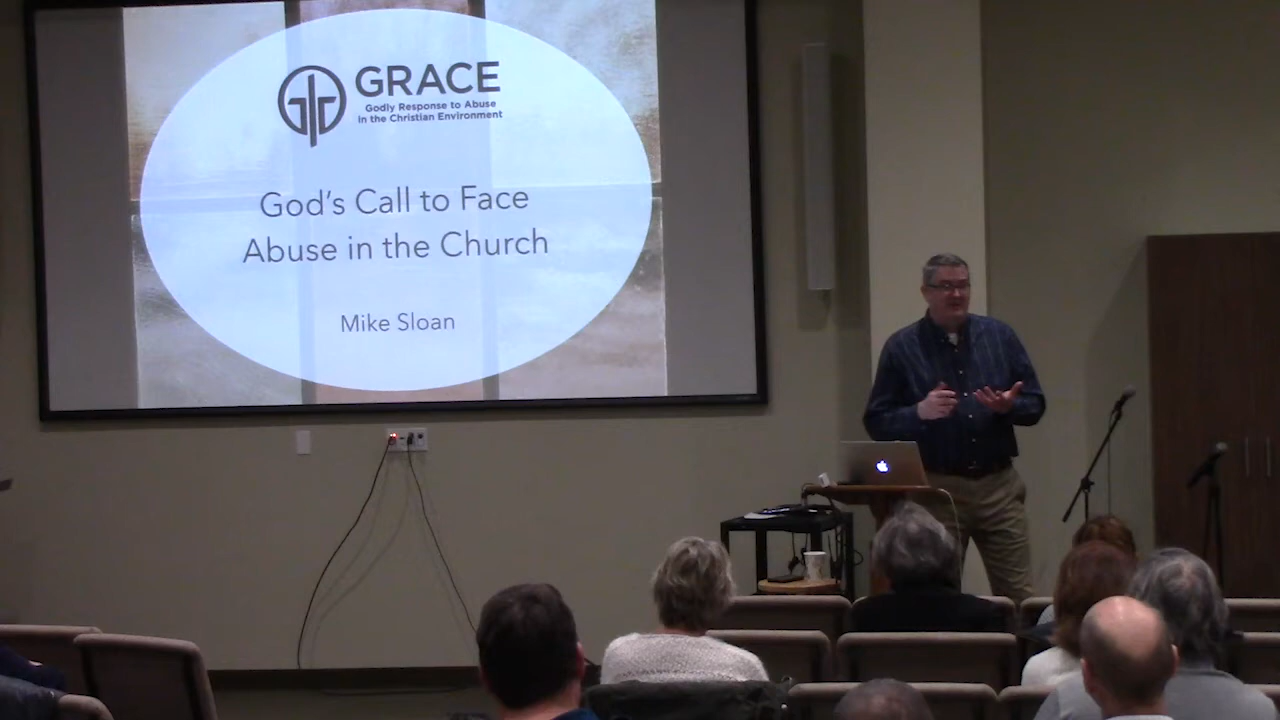 GRACE
Godly Response to Abuse
in the Christian Environment
God's Call to Face
Abuse in the Church
Mike Sloan